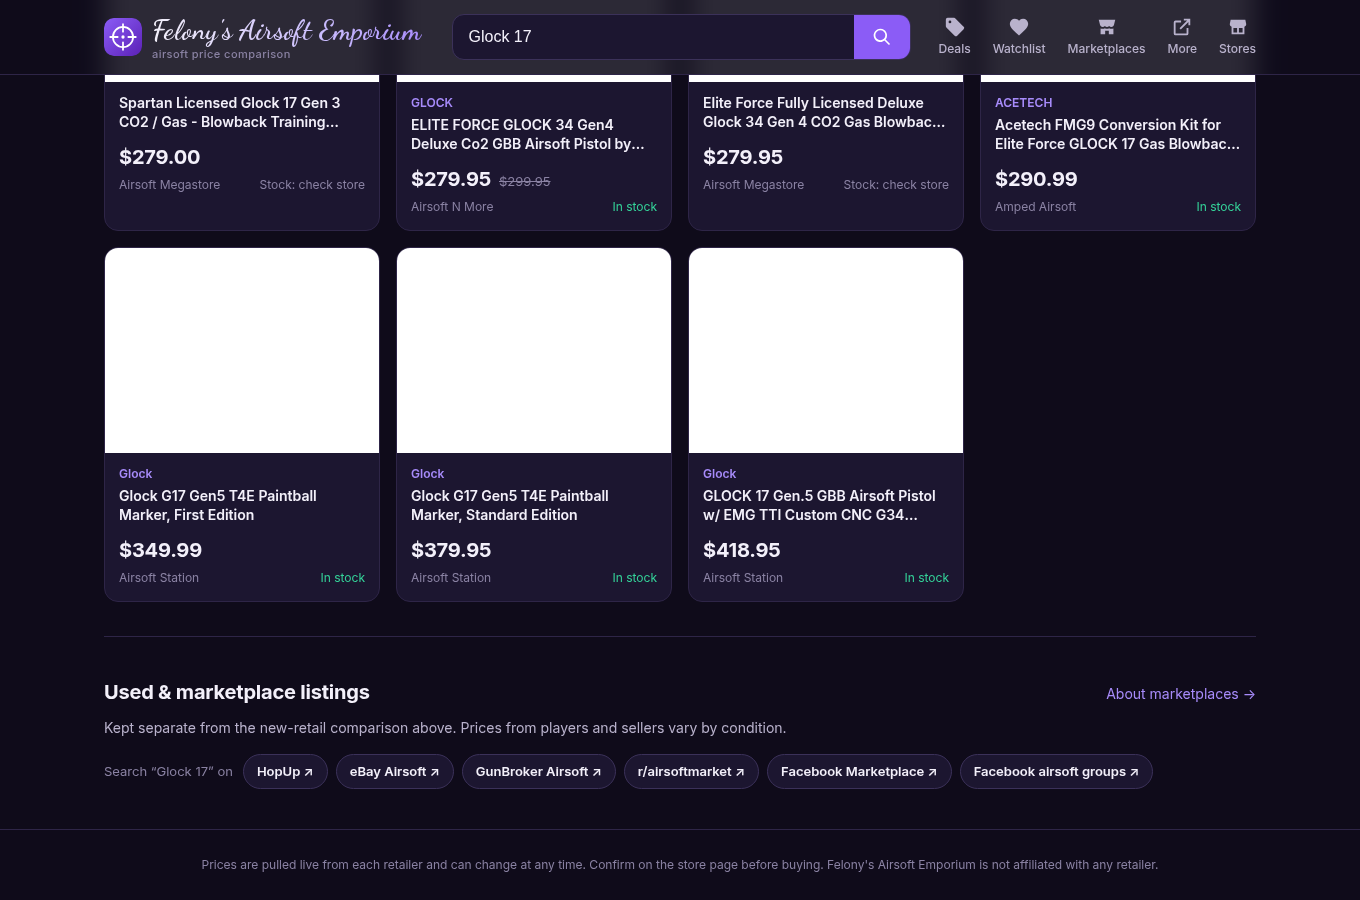 Felony's Airsoft Emporium
airsoft price comparison
Glock 17
Deals
Watchlist
Marketplaces
More
Stores
Spartan Licensed Glock 17 Gen 3
CO2 / Gas - Blowback Training...
$279.00
Airsoft Megastore
Stock: check store
GLOCK
ELITE FORCE GLOCK 34 Gen4
Deluxe Co2 GBB Airsoft Pistol by...
$279.95 $299.95
Airsoft N More
In stock
Elite Force Fully Licensed Deluxe
Glock 34 Gen 4 CO2 Gas Blowbac...
$279.95
Airsoft Megastore
Stock: check store
ACETECH
Acetech FMG9 Conversion Kit for
Elite Force GLOCK 17 Gas Blowbac...
$290.99
Amped Airsoft
In stock
Glock
Glock G17 Gen5 T4E Paintball
Marker, First Edition
$349.99
Airsoft Station
In stock
Glock
Glock G17 Gen5 T4E Paintball
Marker, Standard Edition
$379.95
Airsoft Station
In stock
Glock
GLOCK 17 Gen.5 GBB Airsoft Pistol
w/ EMG TTI Custom CNC G34...
$418.95
Airsoft Station
In stock
Used & marketplace listings
About marketplaces →
Kept separate from the new-retail comparison above. Prices from players and sellers vary by condition.
Search “Glock 17” on
HopUp ↗
eBay Airsoft ↗
GunBroker Airsoft ↗
r/airsoftmarket ↗
Facebook Marketplace ↗
Facebook airsoft groups ↗
Prices are pulled live from each retailer and can change at any time. Confirm on the store page before buying. Felony's Airsoft Emporium is not affiliated with any retailer.